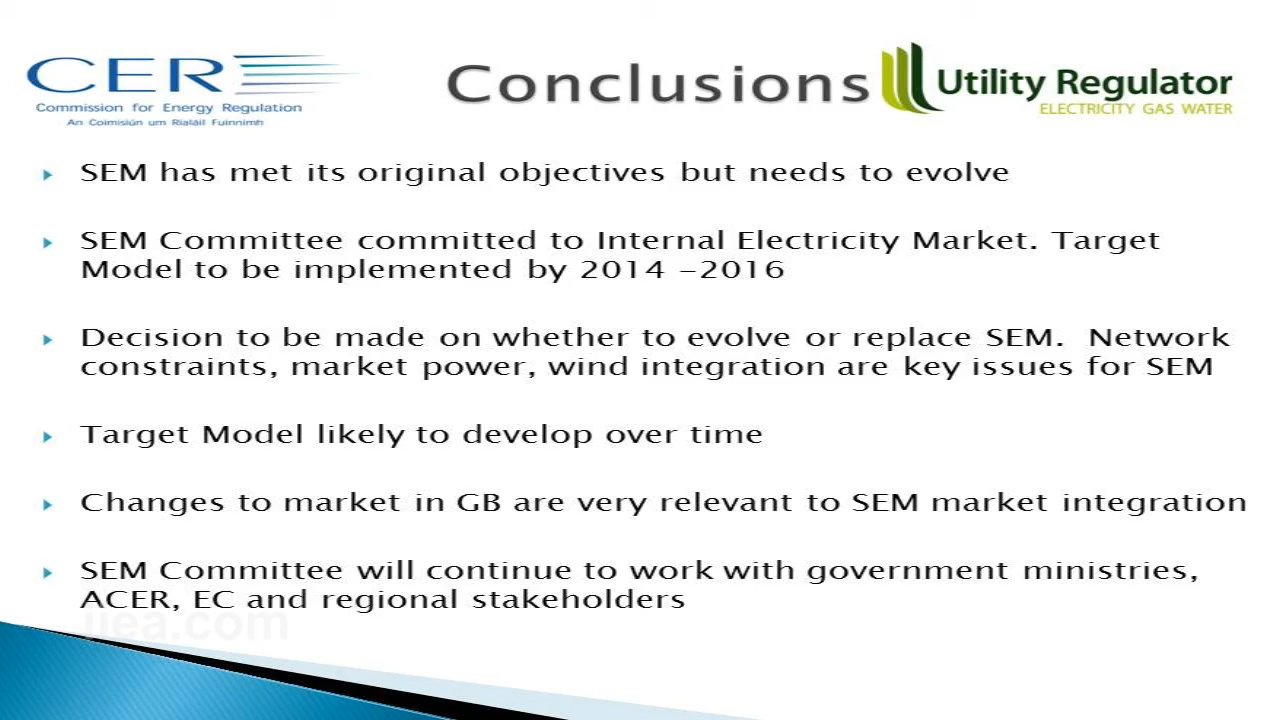 CER
Commission for Energy Regulation
An Coimisiún um Rialáil Fuinnimh
Conclusions
Utility Regulator
ELECTRICITY GAS WATER
SEM has met its original objectives but needs to evolve
SEM Committee committed to Internal Electricity Market. Target
Model to be implemented by 2014 -2016
Decision to be made on whether to evolve or replace SEM. Network
constraints, market power, wind integration are key issues for SEM
Target Model likely to develop over time
Changes to market in GB are very relevant to SEM market integration
SEM Committee will continue to work with government ministries,
ACER, EC and regional stakeholders
iiea.com